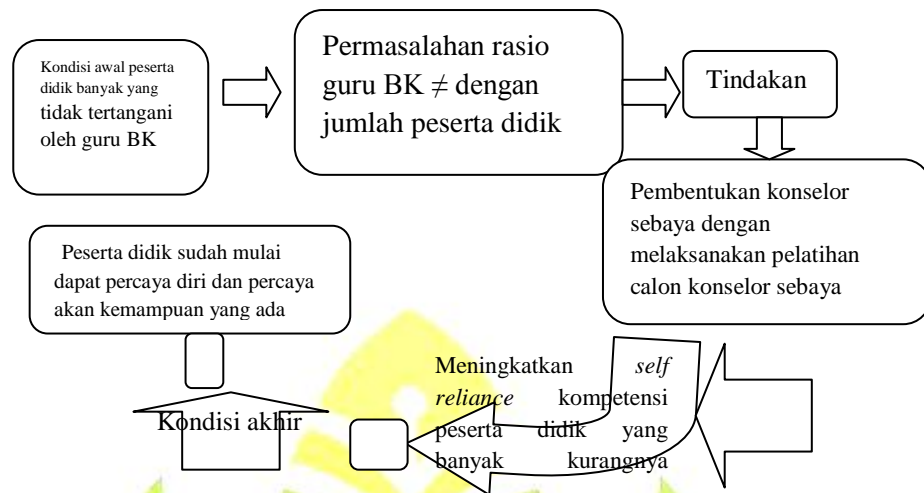 Kondisi awal peserta
didik banyak yang
tidak tertangani
oleh guru BK
Permasalahan rasio
guru BK ≠ dengan
jumlah peserta didik
Tindakan
Pembentukan konselor
sebaya dengan
melaksanakan pelatihan
calon konselor sebaya
Meningkatkan self
reliance kompetensi
peserta didik yang
banyak kurangnya
Kondisi akhir
Peserta didik sudah mulai
dapat percaya diri dan percaya
akan kemampuan yang ada